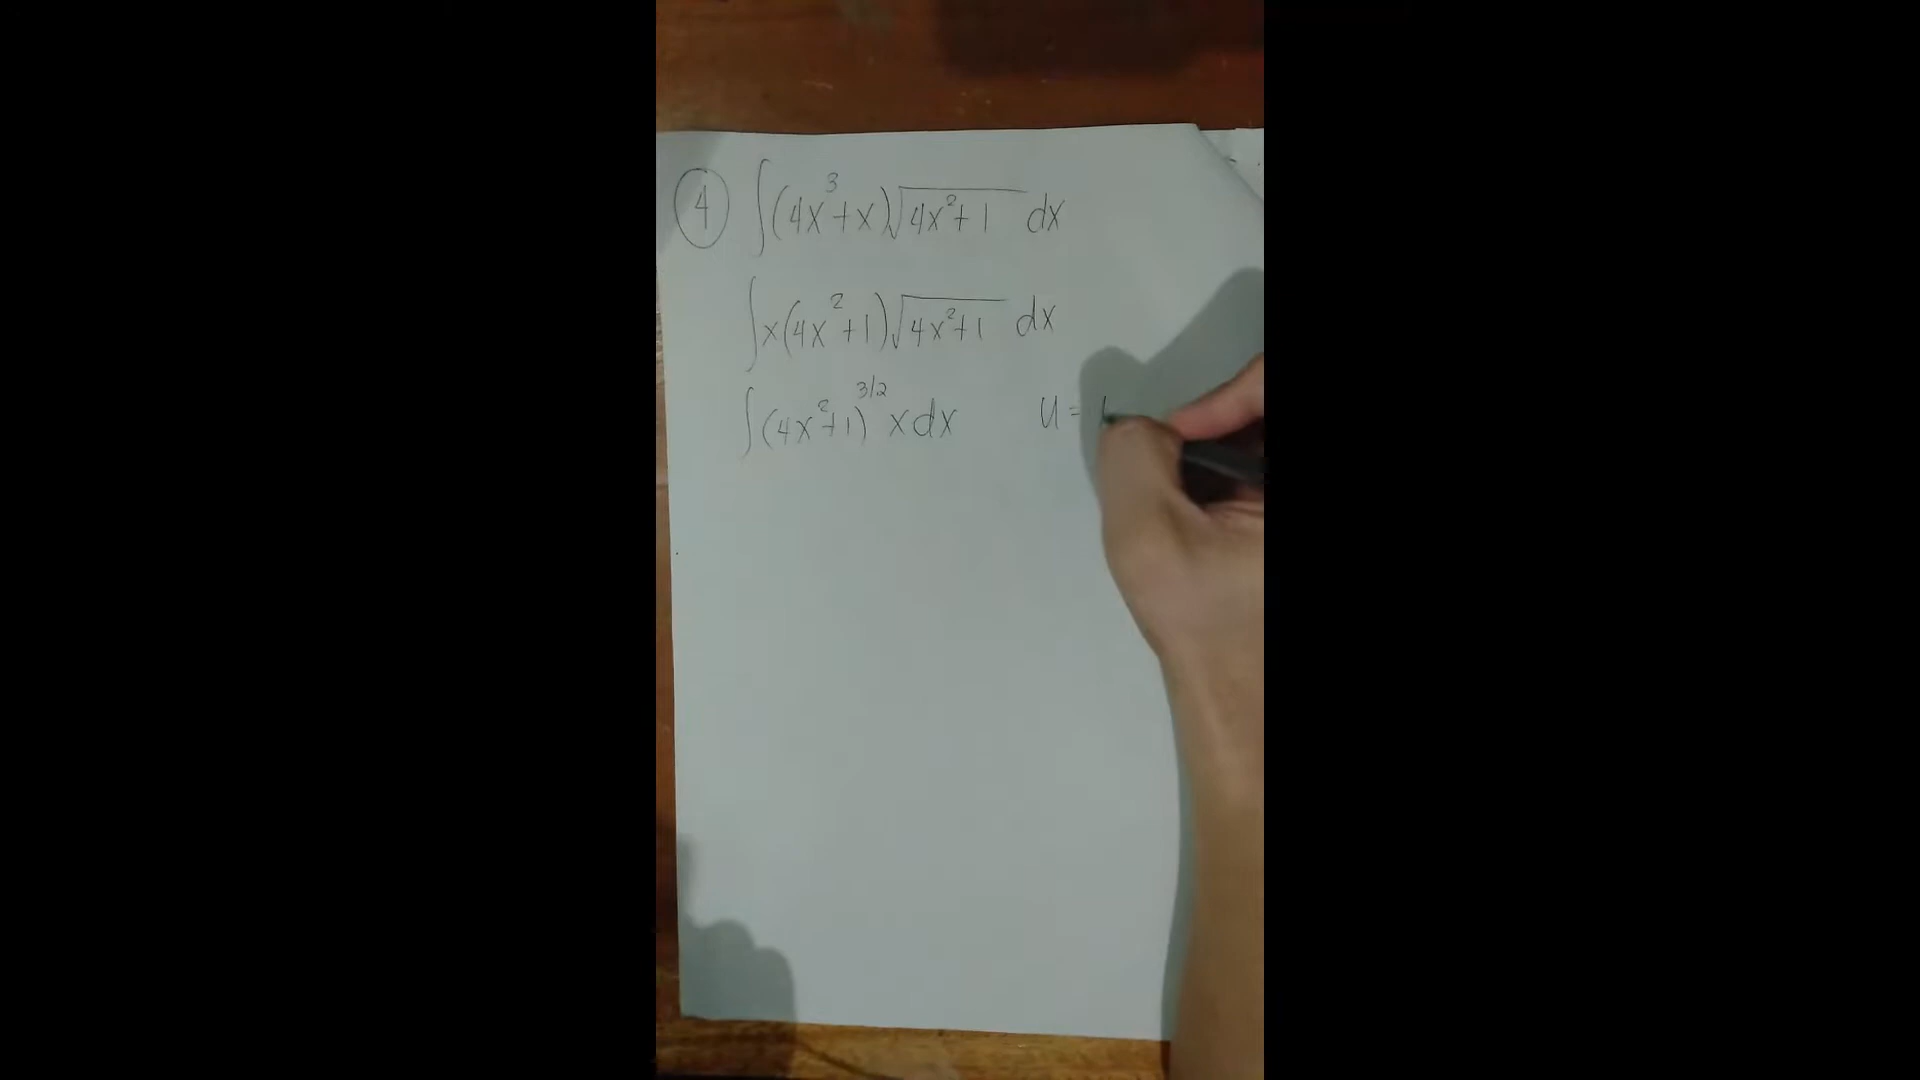 4 ∫(4x³+x)√(4x²+1) dx
∫x(4x²+1)√(4x²+1) dx
∫(4x²+1)^3/2 x dx u =